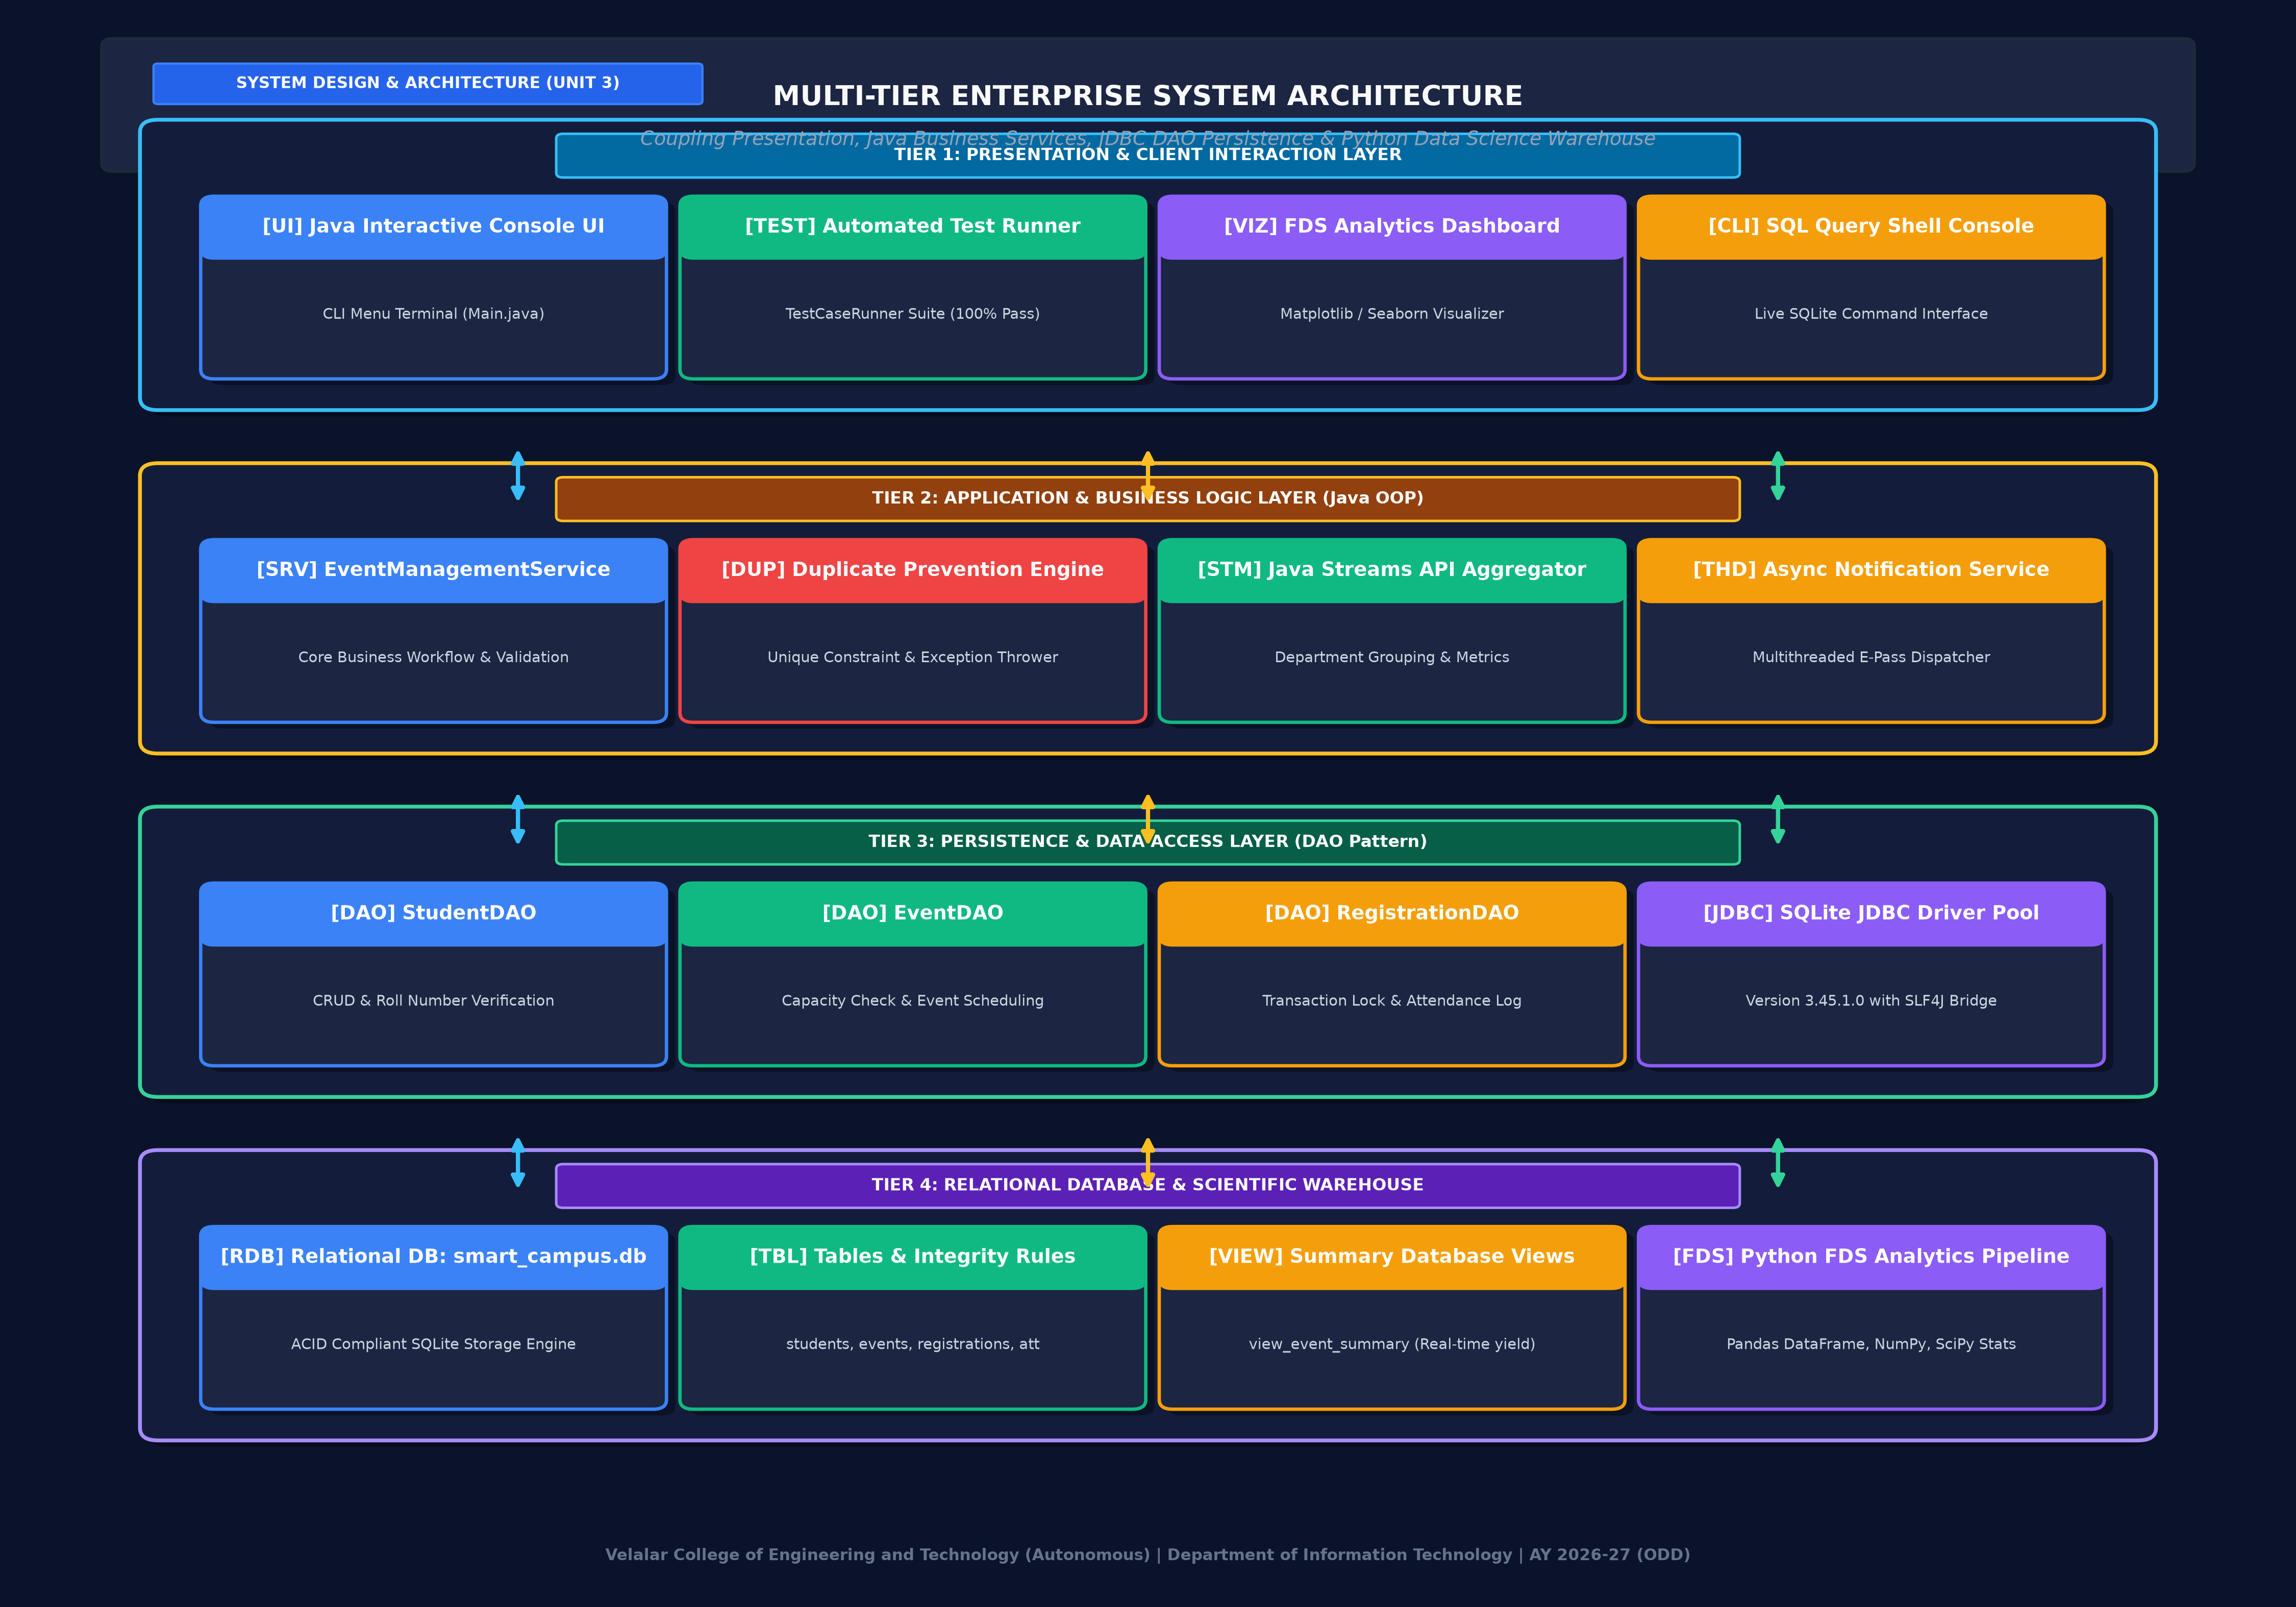 SYSTEM DESIGN & ARCHITECTURE (UNIT 3)
MULTI-TIER ENTERPRISE SYSTEM ARCHITECTURE
Coupling Presentation, Java Business Services, JDBC DAO Persistence & Python Data Science Warehouse
TIER 1: PRESENTATION & CLIENT INTERACTION LAYER
[UI] Java Interactive Console UI
CLI Menu Terminal (Main.java)
[TEST] Automated Test Runner
TestCaseRunner Suite (100% Pass)
[VIZ] FDS Analytics Dashboard
Matplotlib / Seaborn Visualizer
[CLI] SQL Query Shell Console
Live SQLite Command Interface
TIER 2: APPLICATION & BUSINESS LOGIC LAYER (Java OOP)
[SRV] EventManagementService
Core Business Workflow & Validation
[DUP] Duplicate Prevention Engine
Unique Constraint & Exception Thrower
[STM] Java Streams API Aggregator
Department Grouping & Metrics
[THD] Async Notification Service
Multithreaded E-Pass Dispatcher
TIER 3: PERSISTENCE & DATA ACCESS LAYER (DAO Pattern)
[DAO] StudentDAO
CRUD & Roll Number Verification
[DAO] EventDAO
Capacity Check & Event Scheduling
[DAO] RegistrationDAO
Transaction Lock & Attendance Log
[JDBC] SQLite JDBC Driver Pool
Version 3.45.1.0 with SLF4J Bridge
TIER 4: RELATIONAL DATABASE & SCIENTIFIC WAREHOUSE
[RDB] Relational DB: smart_campus.db
ACID Compliant SQLite Storage Engine
[TBL] Tables & Integrity Rules
students, events, registrations, att
[VIEW] Summary Database Views
view_event_summary (Real-time yield)
[FDS] Python FDS Analytics Pipeline
Pandas DataFrame, NumPy, SciPy Stats
Velalar College of Engineering and Technology (Autonomous) | Department of Information Technology | AY 2026-27 (ODD)